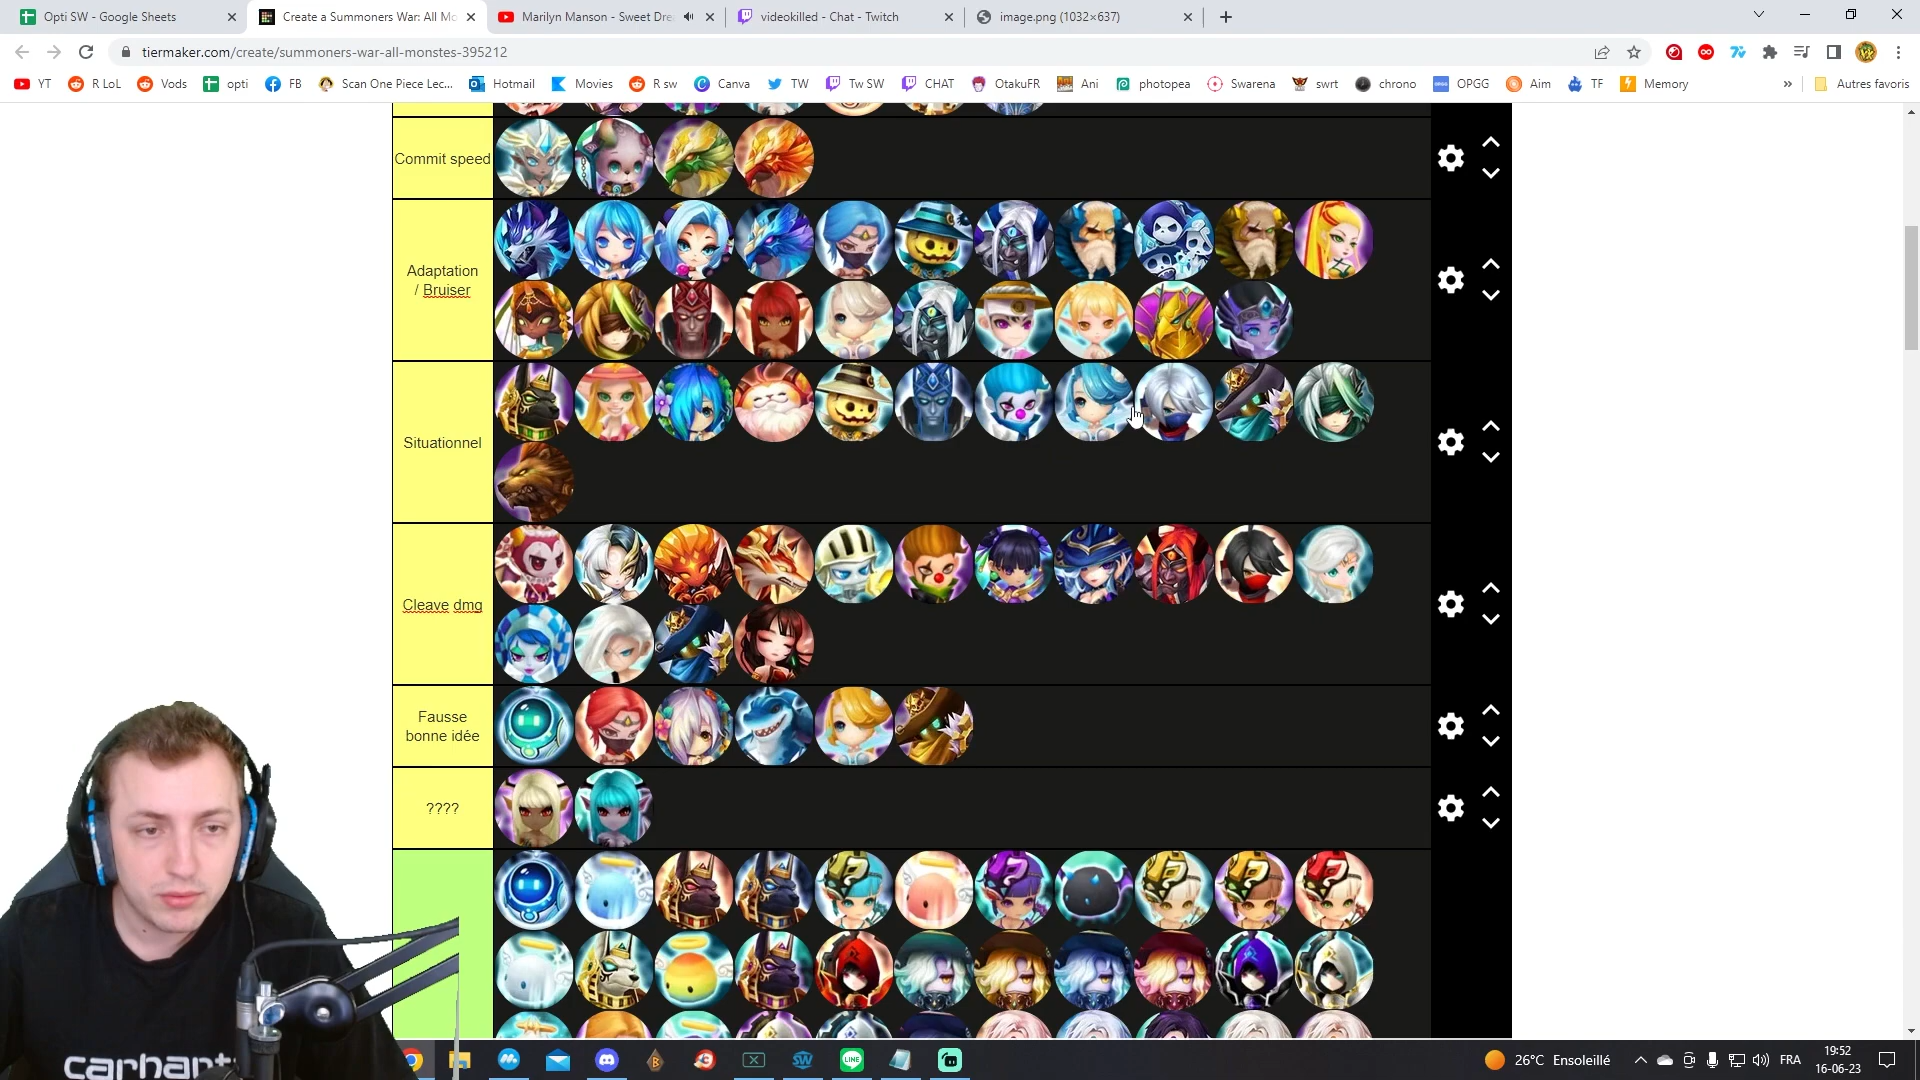 Opti SW - Google Sheets
Create a Summoners War: All Mo
Marilyn Manson - Sweet Dre
videokilled - Chat - Twitch
image.png (1032×637)
tiermaker.com/create/summoners-war-all-monstes-395212
YT
R LoL
Vods
opti
FB
Scan One Piece Lec...
Hotmail
Movies
R sw
Canva
TW
Tw SW
CHAT
OtakuFR
Ani
photopea
Swarena
swrt
chrono
OPGG
Aim
TF
Memory
»
Autres favoris
Commit speed
Adaptation
/ Bruiser
Situationnel
Cleave dmg
Fausse
bonne idée
????
carhart
26°C Ensoleillé
FRA
19:52
16-06-23